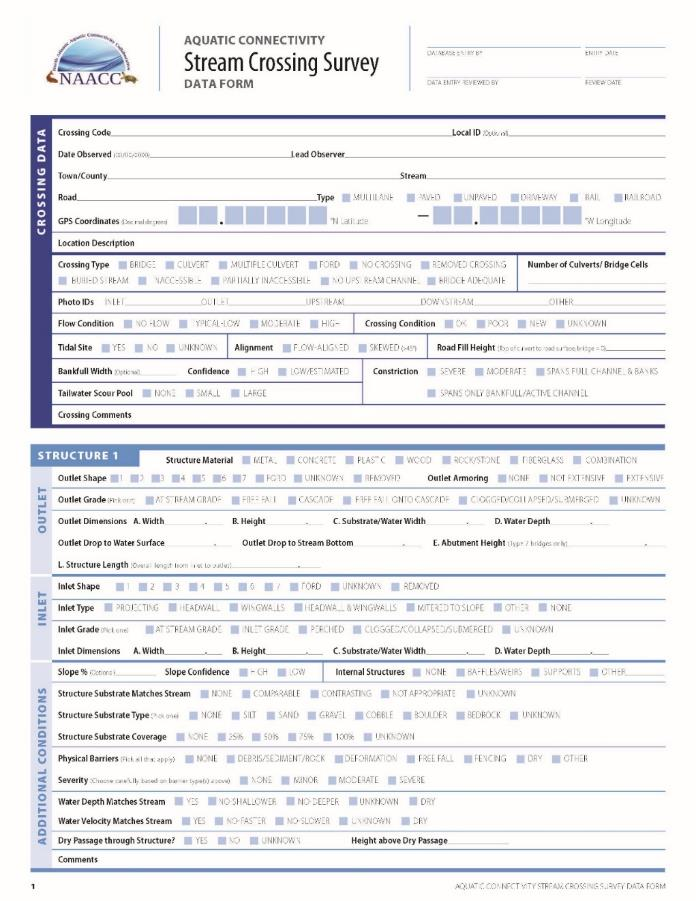 North Atlantic Aquatic Connectivity Collaborative
NAACC
AQUATIC CONNECTIVITY
Stream Crossing Survey
DATA FORM
DATABASE ENTRY BY ENTRY DATE
DATA ENTRY REVIEWED BY REVIEW DATE
CROSSING DATA
Crossing Code Local ID (Optional)
Date Observed (00/00/0000) Lead Observer
Town/County Stream
Road Type MULTILANE PAVED UNPAVED DRIVEWAY RAIL RAILROAD
GPS Coordinates (Decimal degrees) . °N Latitude — . °W Longitude
Location Description
Crossing Type BRIDGE CULVERT MULTIPLE CULVERT FORD NO CROSSING REMOVED CROSSING Number of Culverts/ Bridge Cells
BURIED STREAM INACCESSIBLE PARTIALLY INACCESSIBLE NO UPSTREAM CHANNEL BRIDGE ADEQUATE
Photo IDs INLET OUTLET UPSTREAM DOWNSTREAM OTHER
Flow Condition NO FLOW TYPICAL-LOW MODERATE HIGH Crossing Condition OK POOR NEW UNKNOWN
Tidal Site YES NO UNKNOWN Alignment FLOW-ALIGNED SKEWED (>45°) Road Fill Height (Top of culvert to road surface; bridge = 0)
Bankfull Width (Optional) Confidence HIGH LOW/ESTIMATED Constriction SEVERE MODERATE SPANS FULL CHANNEL & BANKS
Tailwater Scour Pool NONE SMALL LARGE SPANS ONLY BANKFULL/ACTIVE CHANNEL
Crossing Comments
STRUCTURE 1 Structure Material METAL CONCRETE PLASTIC WOOD ROCK/STONE FIBERGLASS COMBINATION
OUTLET
Outlet Shape 1 2 3 4 5 6 7 FORD UNKNOWN REMOVED Outlet Armoring NONE NOT EXTENSIVE EXTENSIVE
Outlet Grade (Pick one) AT STREAM GRADE FREE FALL CASCADE FREE FALL ONTO CASCADE CLOGGED/COLLAPSED/SUBMERGED UNKNOWN
Outlet Dimensions A. Width . B. Height . C. Substrate/Water Width . D. Water Depth .
Outlet Drop to Water Surface . Outlet Drop to Stream Bottom . E. Abutment Height (Type 7 bridges only) .
L. Structure Length (Overall length from inlet to outlet) .
INLET
Inlet Shape 1 2 3 4 5 6 7 FORD UNKNOWN REMOVED
Inlet Type PROJECTING HEADWALL WINGWALLS HEADWALL & WINGWALLS MITERED TO SLOPE OTHER NONE
Inlet Grade (Pick one) AT STREAM GRADE INLET GRADE PERCHED CLOGGED/COLLAPSED/SUBMERGED UNKNOWN
Inlet Dimensions A. Width . B. Height . C. Substrate/Water Width . D. Water Depth .
ADDITIONAL CONDITIONS
Slope % (Optional) Slope Confidence HIGH LOW Internal Structures NONE BAFFLES/WEIRS SUPPORTS OTHER
Structure Substrate Matches Stream NONE COMPARABLE CONTRASTING NOT APPROPRIATE UNKNOWN
Structure Substrate Type (Pick one) NONE SILT SAND GRAVEL COBBLE BOULDER BEDROCK UNKNOWN
Structure Substrate Coverage NONE 25% 50% 75% 100% UNKNOWN
Physical Barriers (Pick all that apply) NONE DEBRIS/SEDIMENT/ROCK DEFORMATION FREE FALL FENCING DRY OTHER
Severity (Choose carefully based on barrier type(s) above) NONE MINOR MODERATE SEVERE
Water Depth Matches Stream YES NO-SHALLOWER NO-DEEPER UNKNOWN DRY
Water Velocity Matches Stream YES NO-FASTER NO-SLOWER UNKNOWN DRY
Dry Passage through Structure? YES NO UNKNOWN Height above Dry Passage
Comments
1 AQUATIC CONNECTIVITY STREAM CROSSING SURVEY DATA FORM